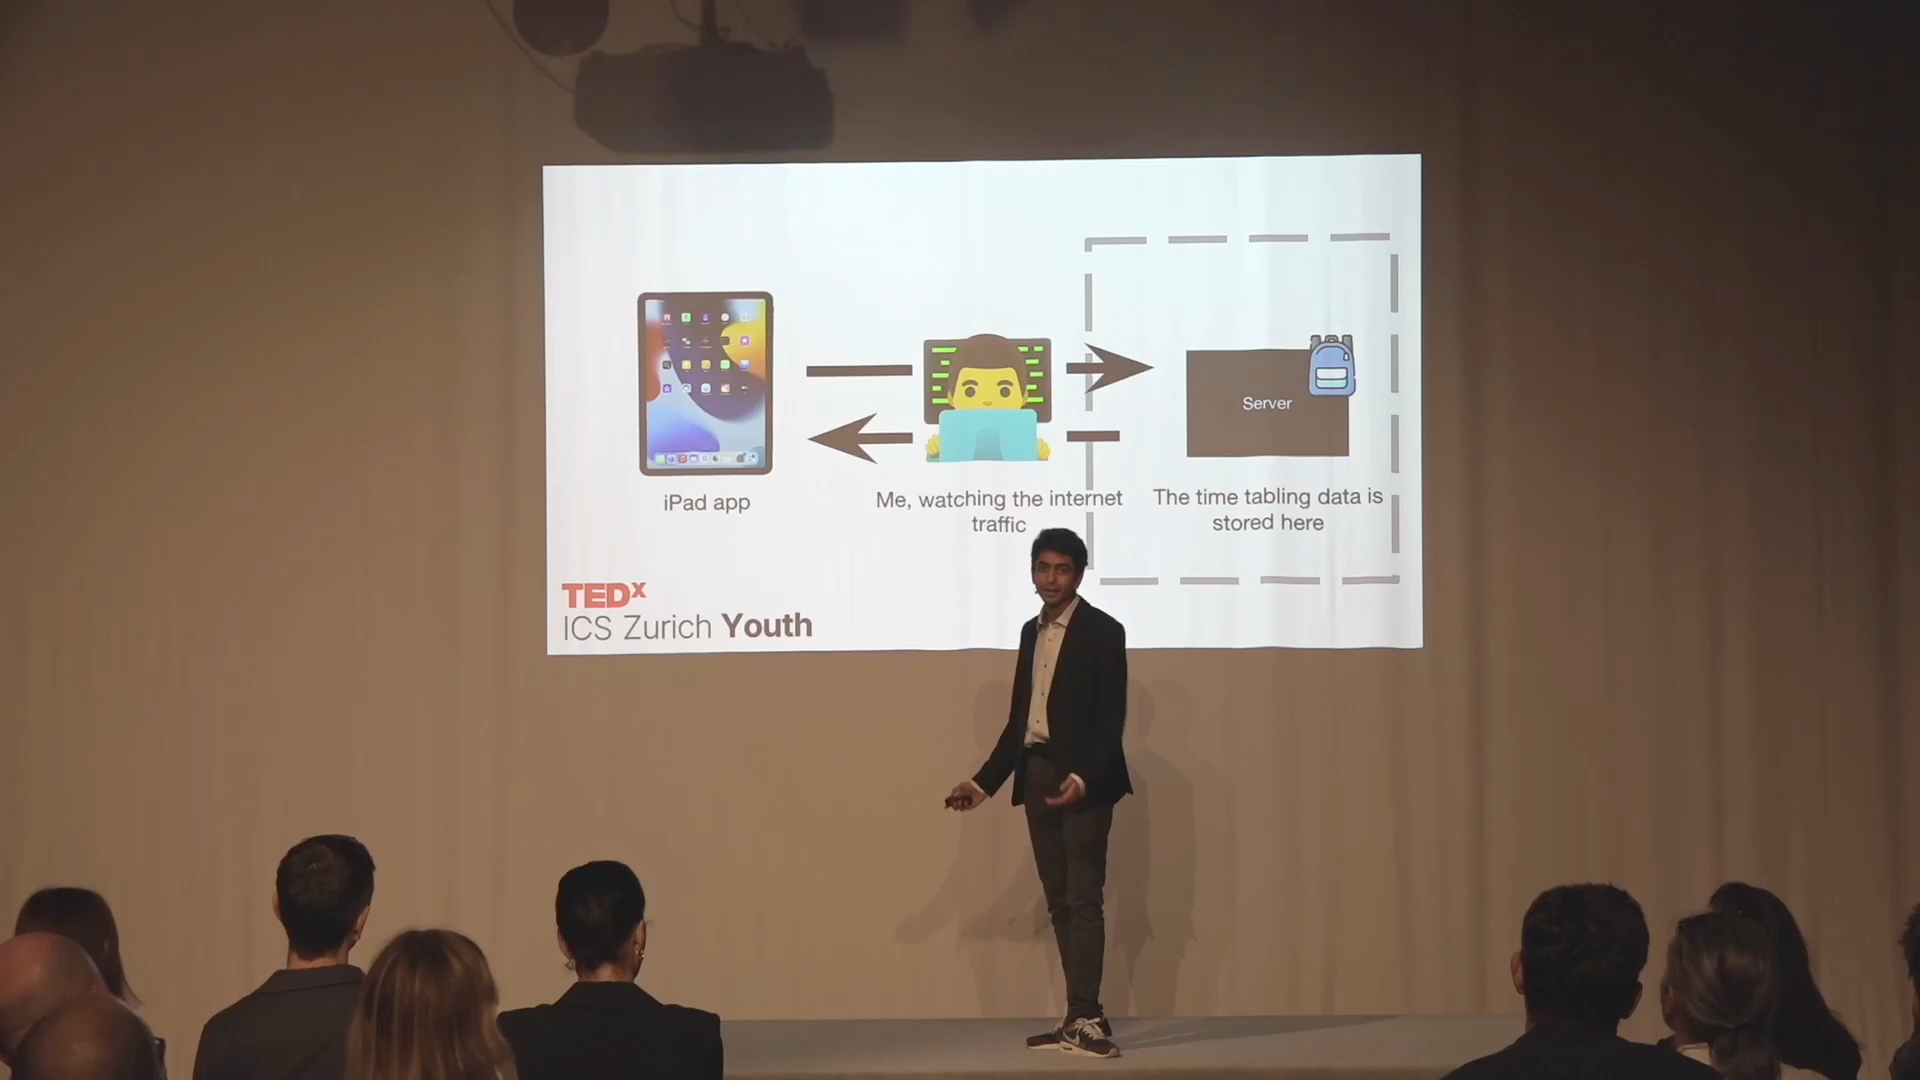 Server
iPad app
Me, watching the internet
traffic
The time tabling data is
stored here
TEDx
ICS Zurich Youth